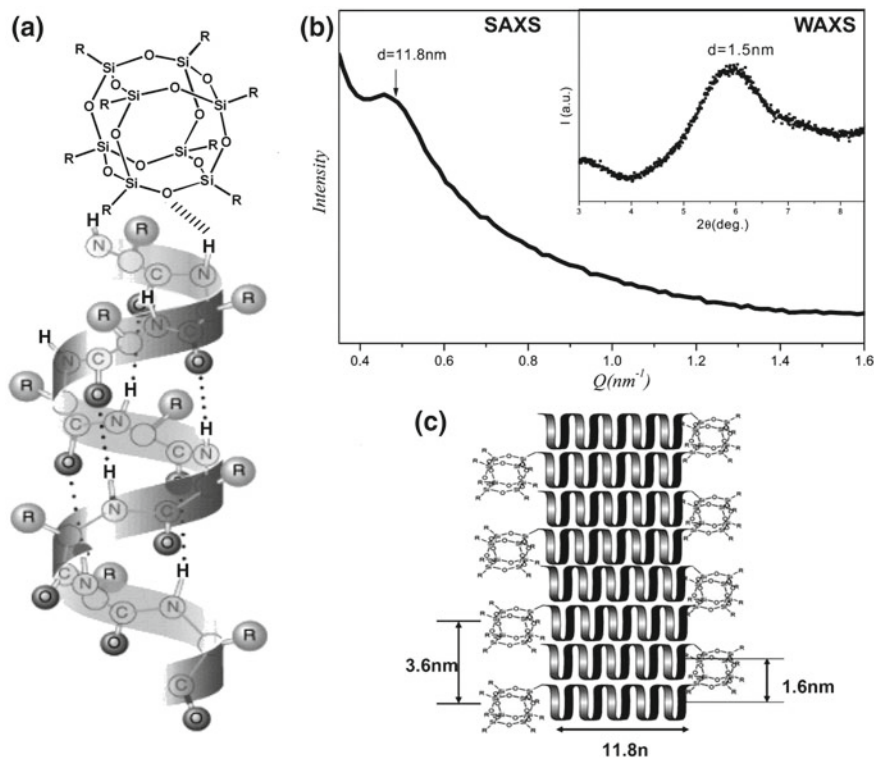 (a)
R
R
Si
O
Si
R
O
Si
O
Si
R
O
O
R
Si
O
Si
O
R
R
Si
O
Si
R
R
O
H
N
R
H
C
N
O
H
R
R
N
C
H
N
C
O
O
H
R
H
R
N
C
O
C
N
H
O
R
R
N
C
O
H
R
N
C
N
O
C
O
R
C
O
(b)
SAXS
d=11.8nm
Intensity
0.4
0.6
0.8
1.0
1.2
1.4
1.6
Q(nm⁻¹)
WAXS
d=1.5nm
I (a.u.)
3
4
5
6
7
8
2θ(deg.)
(c)
3.6nm
1.6nm
11.8n